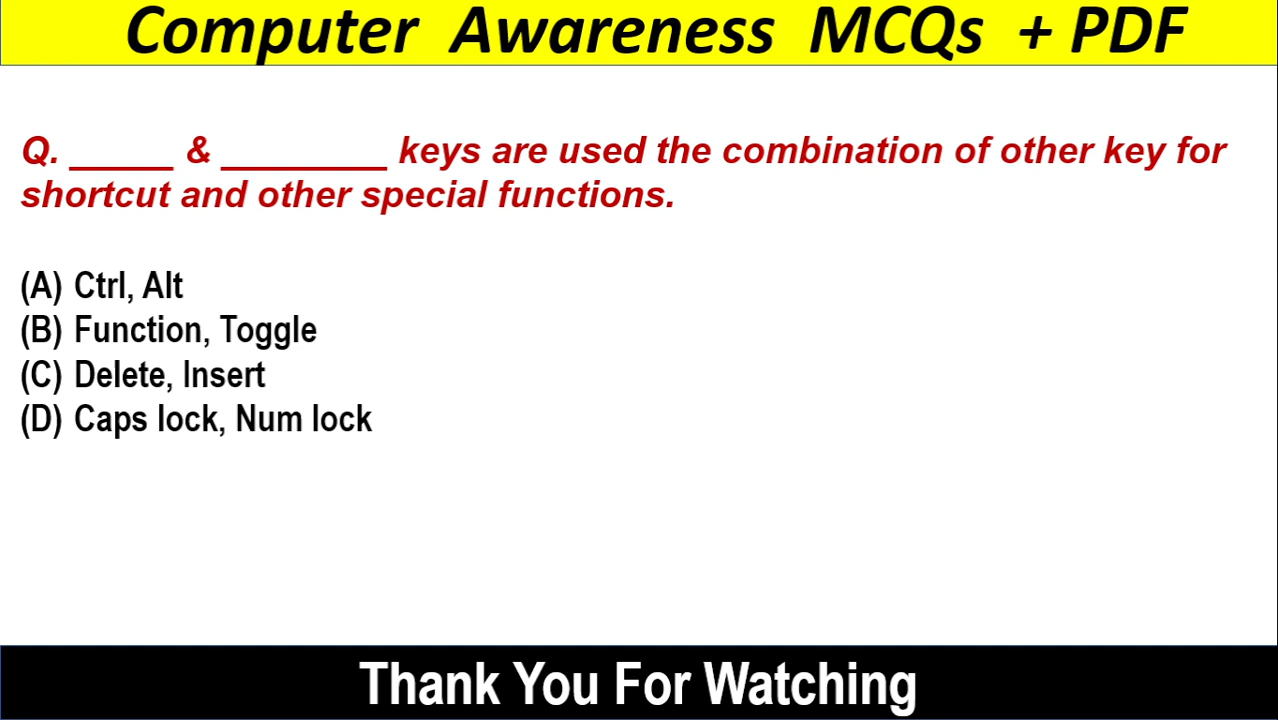 Computer Awareness MCQs + PDF
Q. _____ & ________ keys are used the combination of other key for
shortcut and other special functions.
(A) Ctrl, Alt
(B) Function, Toggle
(C) Delete, Insert
(D) Caps lock, Num lock
Thank You For Watching